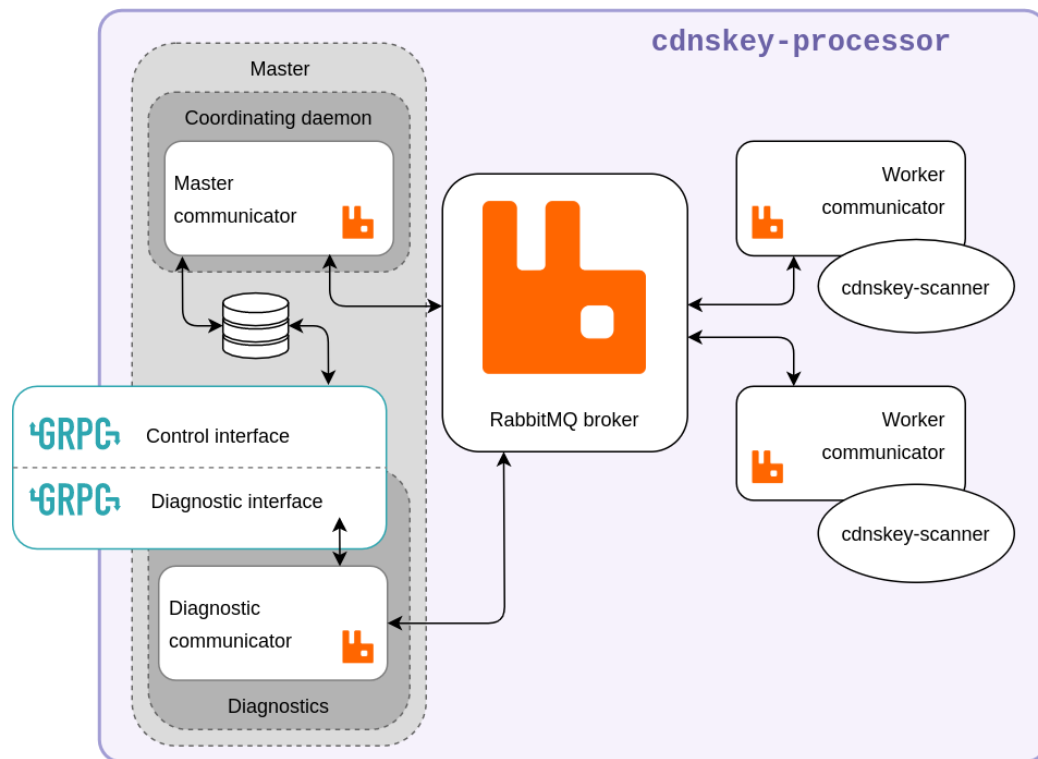 cdnskey-processor
Master
Coordinating daemon
Master
communicator
RabbitMQ broker
Worker
communicator
cdnskey-scanner
Worker
communicator
cdnskey-scanner
GRPC
Control interface
GRPC
Diagnostic interface
Diagnostic
communicator
Diagnostics